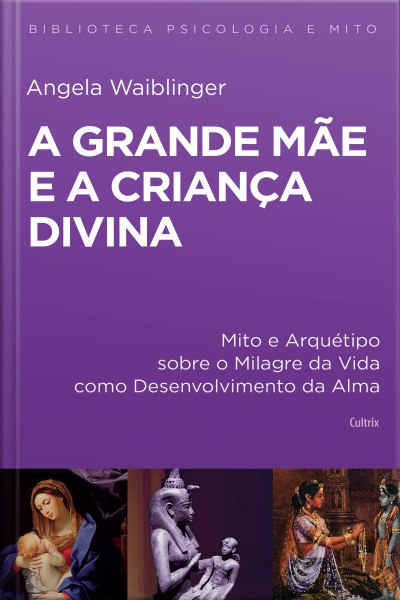 BIBLIOTECA PSICOLOGIA E MITO
Angela Waiblinger
A GRANDE MÃE
E A CRIANÇA
DIVINA
Mito e Arquétipo
sobre o Milagre da Vida
como Desenvolvimento da Alma
Cultrix